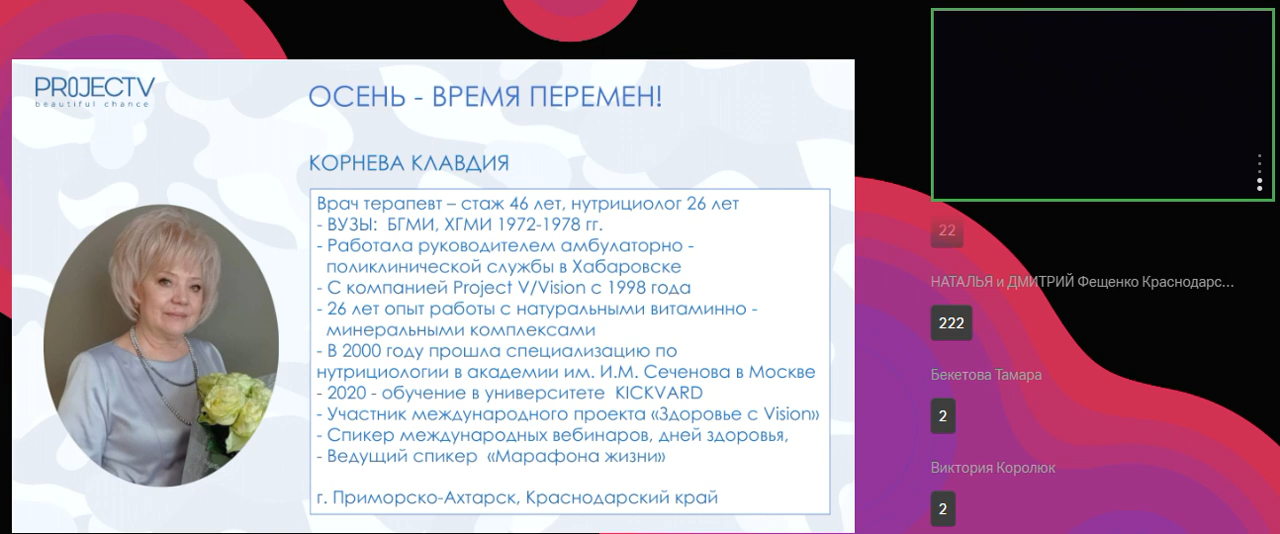 PROJECTV
beautiful chance
ОСЕНЬ - ВРЕМЯ ПЕРЕМЕН!
КОРНЕВА КЛАВДИЯ
Врач терапевт – стаж 46 лет, нутрициолог 26 лет
- ВУЗЫ: БГМИ, ХГМИ 1972-1978 гг.
- Работала руководителем амбулаторно -
поликлинической службы в Хабаровске
- С компанией Project V/Vision с 1998 года
- 26 лет опыт работы с натуральными витаминно -
минеральными комплексами
- В 2000 году прошла специализацию по
нутрициологии в академии им. И.М. Сеченова в Москве
- 2020 - обучение в университете KICKVARD
- Участник международного проекта «Здоровье с Vision»
- Спикер международных вебинаров, дней здоровья,
- Ведущий спикер «Марафона жизни»
г. Приморско-Ахтарск, Краснодарский край
22
НАТАЛЬЯ и ДМИТРИЙ Фещенко Краснодарс...
222
Бекетова Тамара
2
Виктория Королюк
2